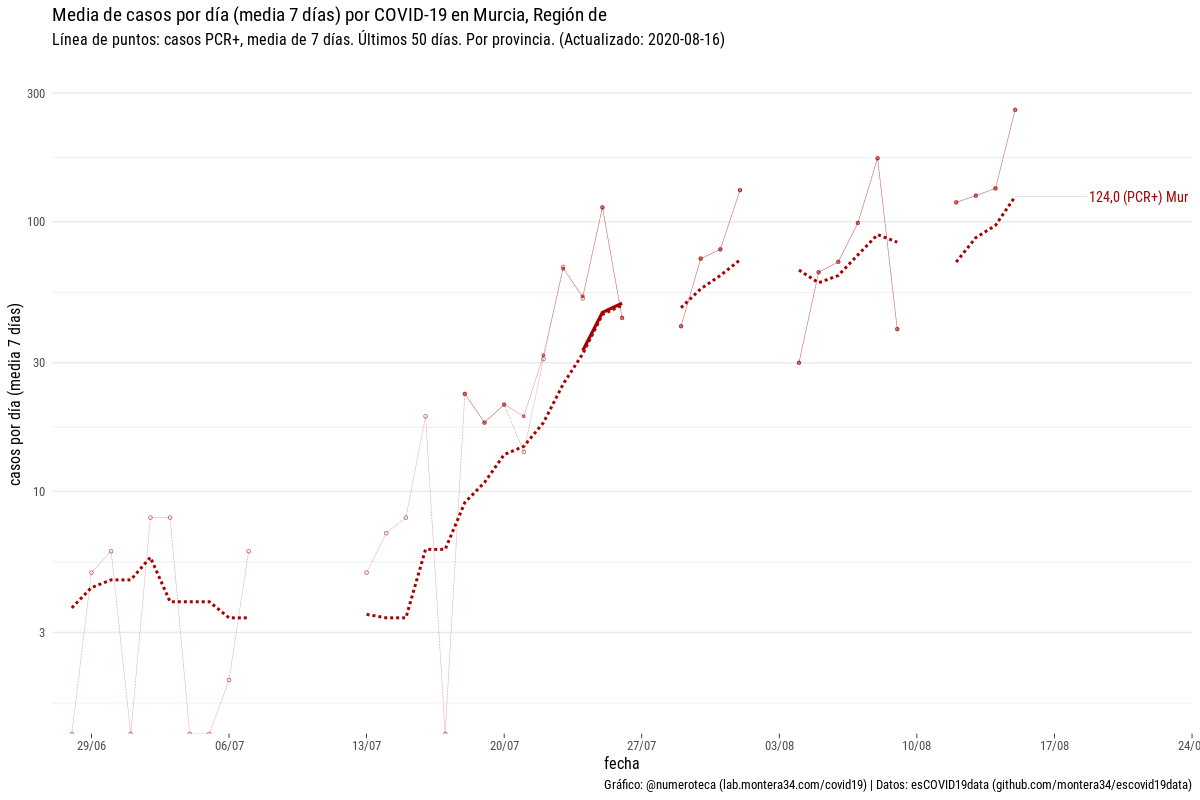 Media de casos por día (media 7 días) por COVID-19 en Murcia, Región de
Línea de puntos: casos PCR+, media de 7 días. Últimos 50 días. Por provincia. (Actualizado: 2020-08-16)
casos por día (media 7 días)
300
100
30
10
3
124,0 (PCR+) Mur
29/06
06/07
13/07
20/07
27/07
03/08
10/08
17/08
24/0
fecha
Gráfico: @numeroteca (lab.montera34.com/covid19) | Datos: esCOVID19data (github.com/montera34/escovid19data)